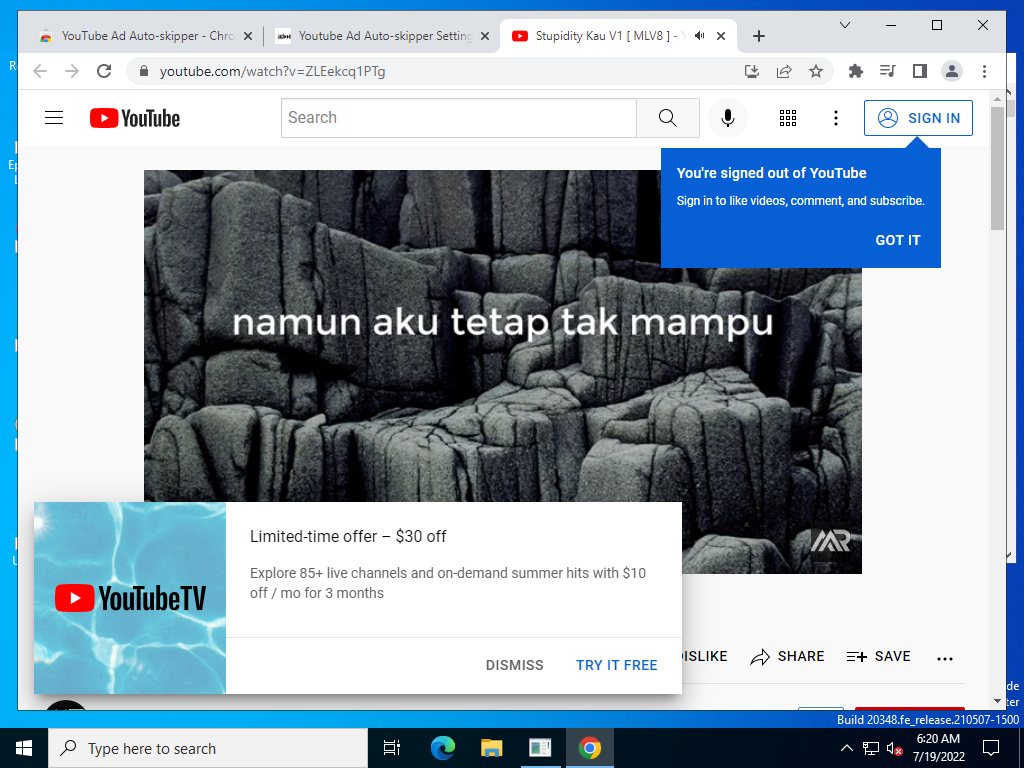 YouTube Ad Auto-skipper - Chro
Youtube Ad Auto-skipper Setting
Stupidity Kau V1 [ MLV8 ] -
youtube.com/watch?v=ZLEekcq1PTg
YouTube
Search
SIGN IN
You're signed out of YouTube
Sign in to like videos, comment, and subscribe.
GOT IT
namun aku tetap tak mampu
MR
YouTubeTV
Limited-time offer – $30 off
Explore 85+ live channels and on-demand summer hits with $10
off / mo for 3 months
DISMISS
TRY IT FREE
ISLIKE
SHARE
SAVE
Build 20348.fe_release.210507-1500
Type here to search
6:20 AM
7/19/2022